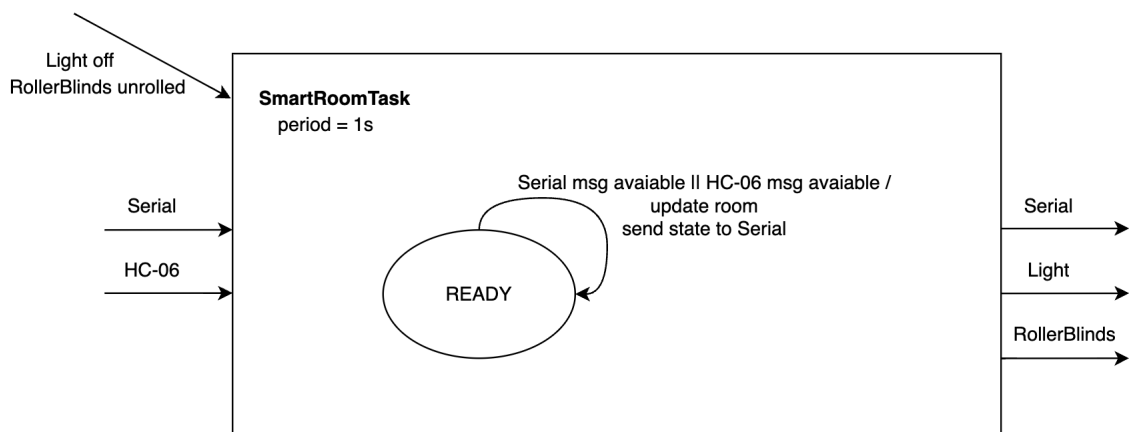 Light off
RollerBlinds unrolled
SmartRoomTask
period = 1s
Serial msg avaiable || HC-06 msg avaiable /
update room
send state to Serial
Serial
HC-06
READY
Serial
Light
RollerBlinds